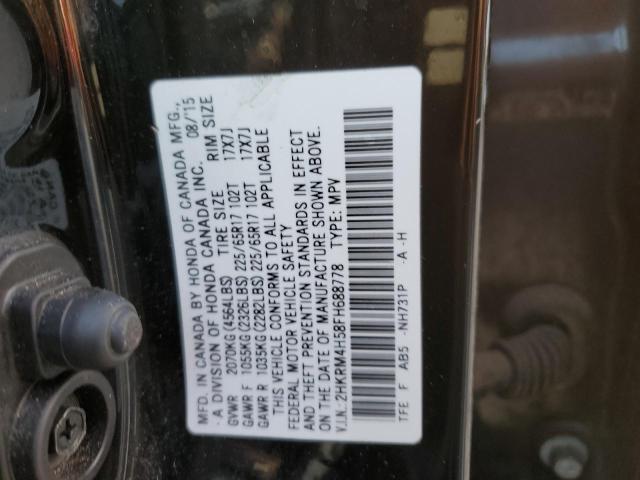 MFD. IN CANADA BY HONDA OF CANADA MFG.,
- A DIVISION OF HONDA CANADA INC. 08/'15
GVWR 2070KG(4564LBS) TIRE SIZE RIM SIZE
GAWR F 1055KG(2326LBS) 225/65R17 102T 17X7J
GAWR R 1035KG(2282LBS) 225/65R17 102T 17X7J
THIS VEHICLE CONFORMS TO ALL APPLICABLE
FEDERAL MOTOR VEHICLE SAFETY
AND THEFT PREVENTION STANDARDS IN EFFECT
ON THE DATE OF MANUFACTURE SHOWN ABOVE.
V.I.N.:2HKRM4H58FH688778 TYPE: MPV
TFE F AB5 -NH731P -A -H